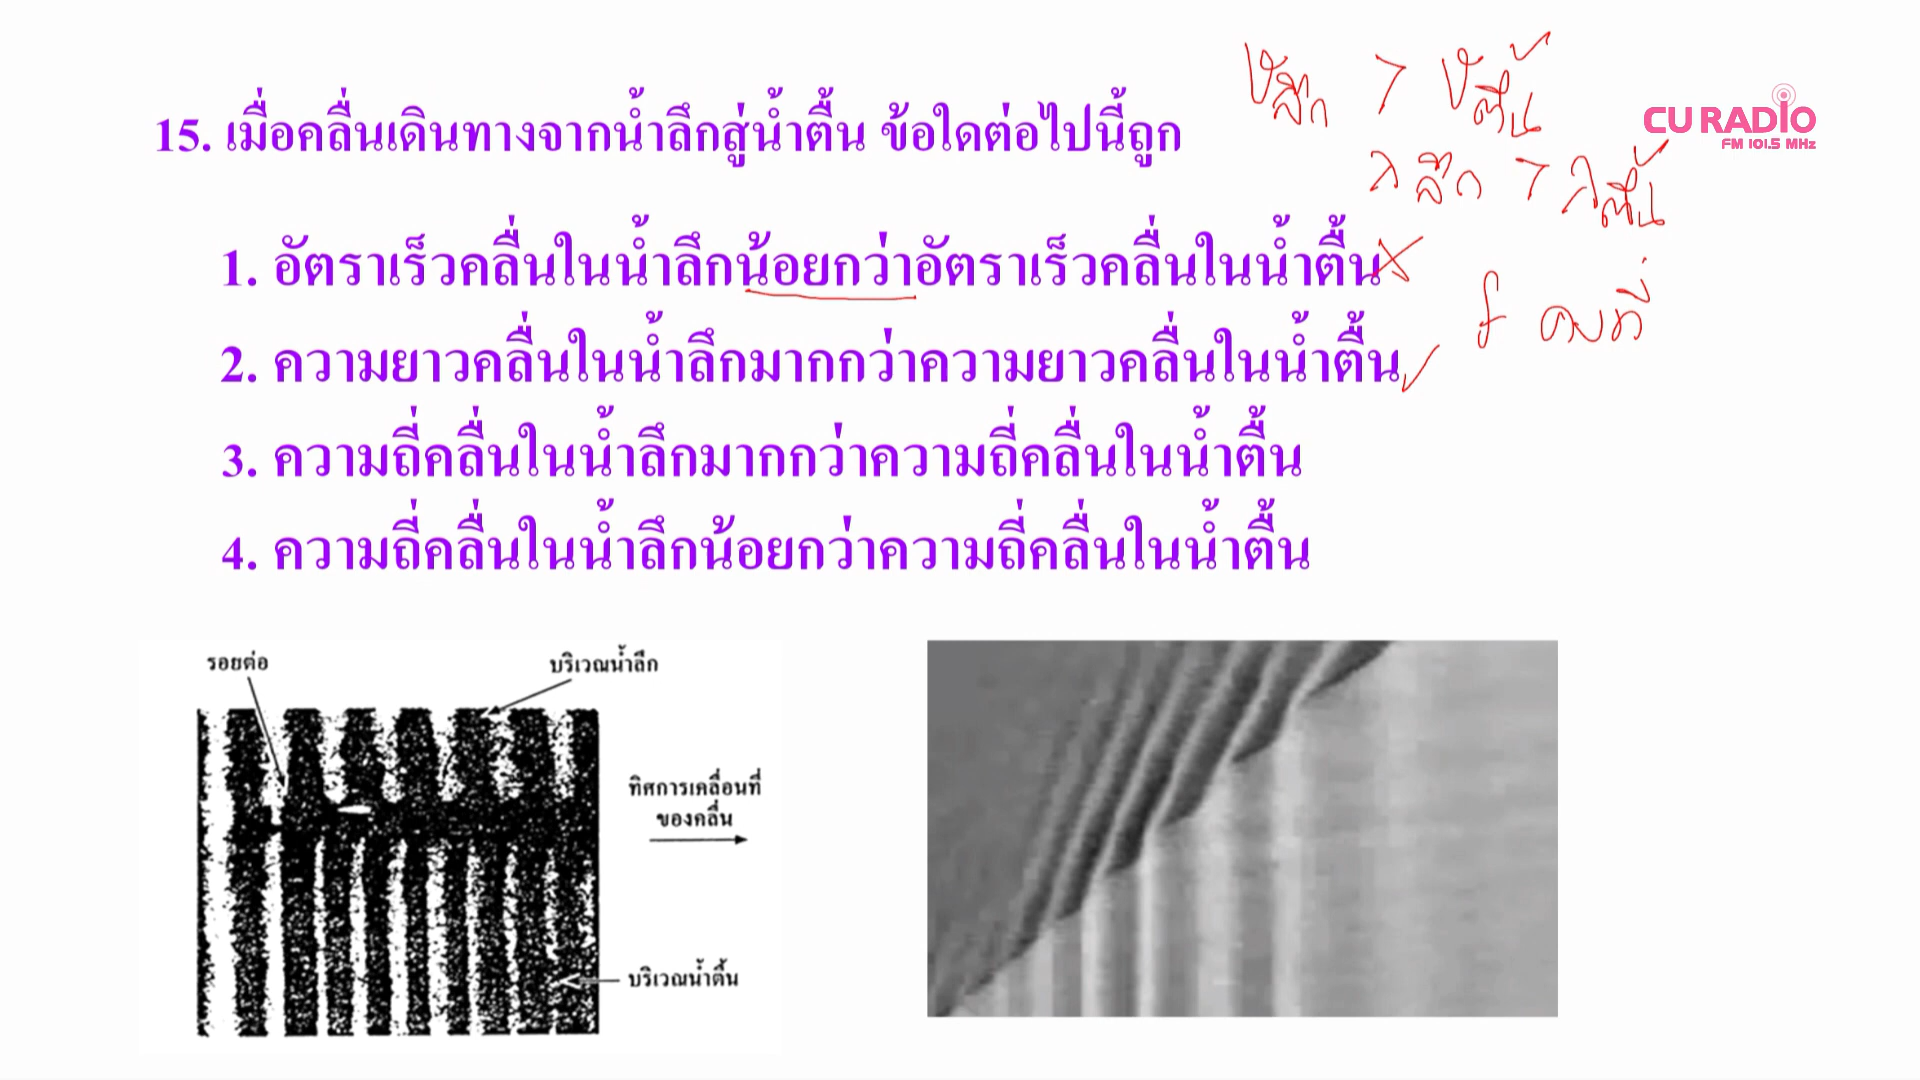 vลึก > vตื้น
CU RADIO
FM 101.5 MHz
15. เมื่อคลื่นเดินทางจากน้ำลึกสู่น้ำตื้น ข้อใดต่อไปนี้ถูก
λลึก > λตื้น
1. อัตราเร็วคลื่นในน้ำลึกน้อยกว่าอัตราเร็วคลื่นในน้ำตื้น
f คงที่
2. ความยาวคลื่นในน้ำลึกมากกว่าความยาวคลื่นในน้ำตื้น
3. ความถี่คลื่นในน้ำลึกมากกว่าความถี่คลื่นในน้ำตื้น
4. ความถี่คลื่นในน้ำลึกน้อยกว่าความถี่คลื่นในน้ำตื้น
รอยต่อ
บริเวณน้ำลึก
ทิศการเคลื่อนที่
ของคลื่น
บริเวณน้ำตื้น